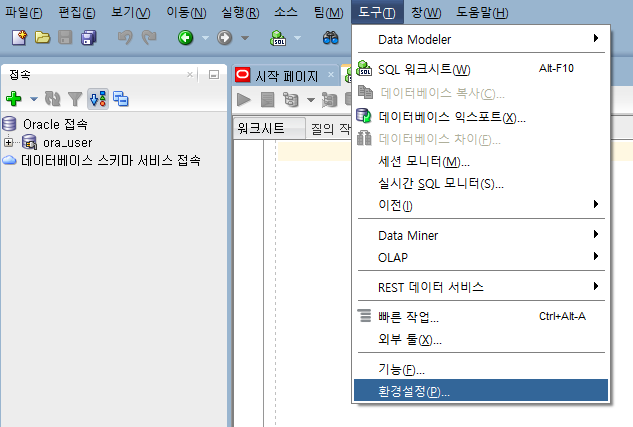 파일(F) 편집(E) 보기(V) 이동(N) 실행(R) 소스 팀(M) 도구(T) 창(W) 도움말(H)
SQL
접속
시작 페이지
Oracle 접속
ora_user
데이터베이스 스키마 서비스 접속
워크시트 질의 작
Data Modeler
SQL 워크시트(W) Alt-F10
데이터베이스 복사(C)...
데이터베이스 익스포트(X)...
데이터베이스 차이(F)...
세션 모니터(M)...
실시간 SQL 모니터(S)...
이전(I)
Data Miner
OLAP
REST 데이터 서비스
빠른 작업... Ctrl+Alt-A
외부 툴(X)...
기능(F)...
환경설정(P)...